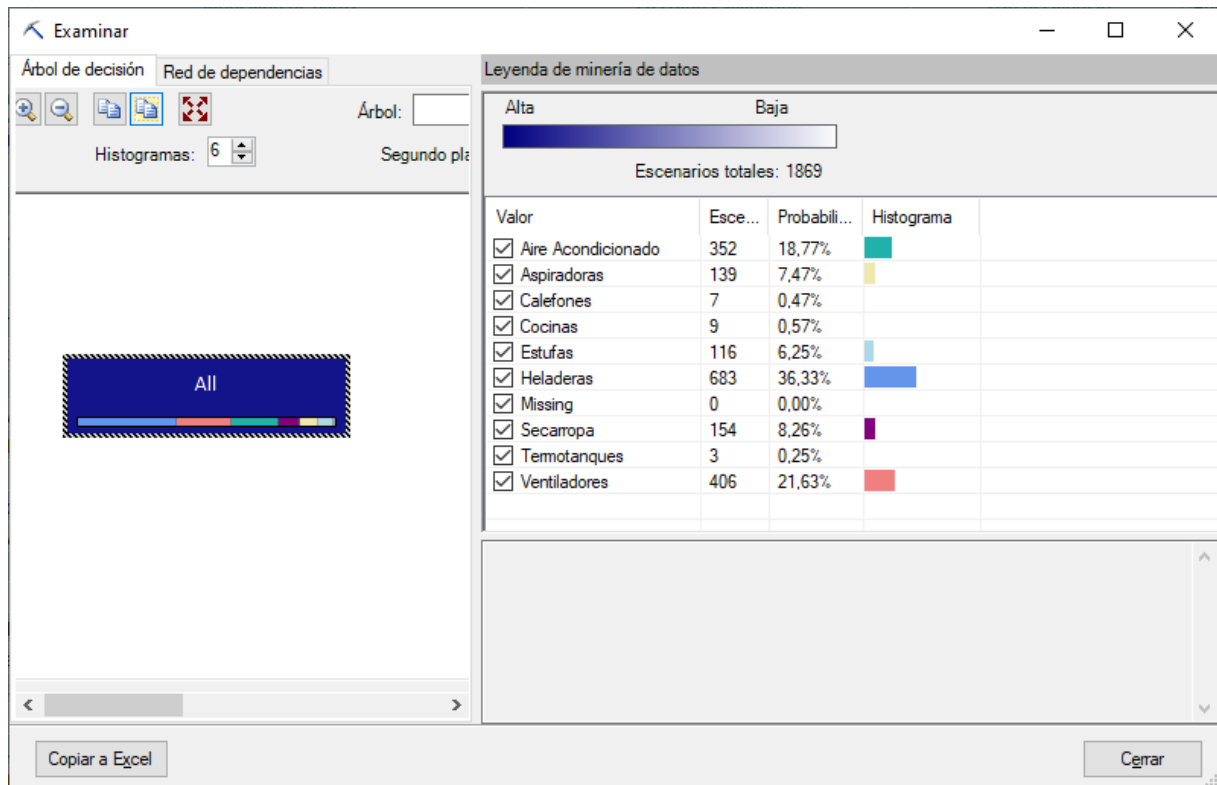 Examinar
Árbol de decisión Red de dependencias
Árbol:
Histogramas: 6 Segundo pla
All
Leyenda de minería de datos
Alta Baja
Escenarios totales: 1869
Valor Esce... Probabili... Histograma
Aire Acondicionado 352 18,77%
Aspiradoras 139 7,47%
Calefones 7 0,47%
Cocinas 9 0,57%
Estufas 116 6,25%
Heladeras 683 36,33%
Missing 0 0,00%
Secarropa 154 8,26%
Termotanques 3 0,25%
Ventiladores 406 21,63%
Copiar a Excel Cerrar